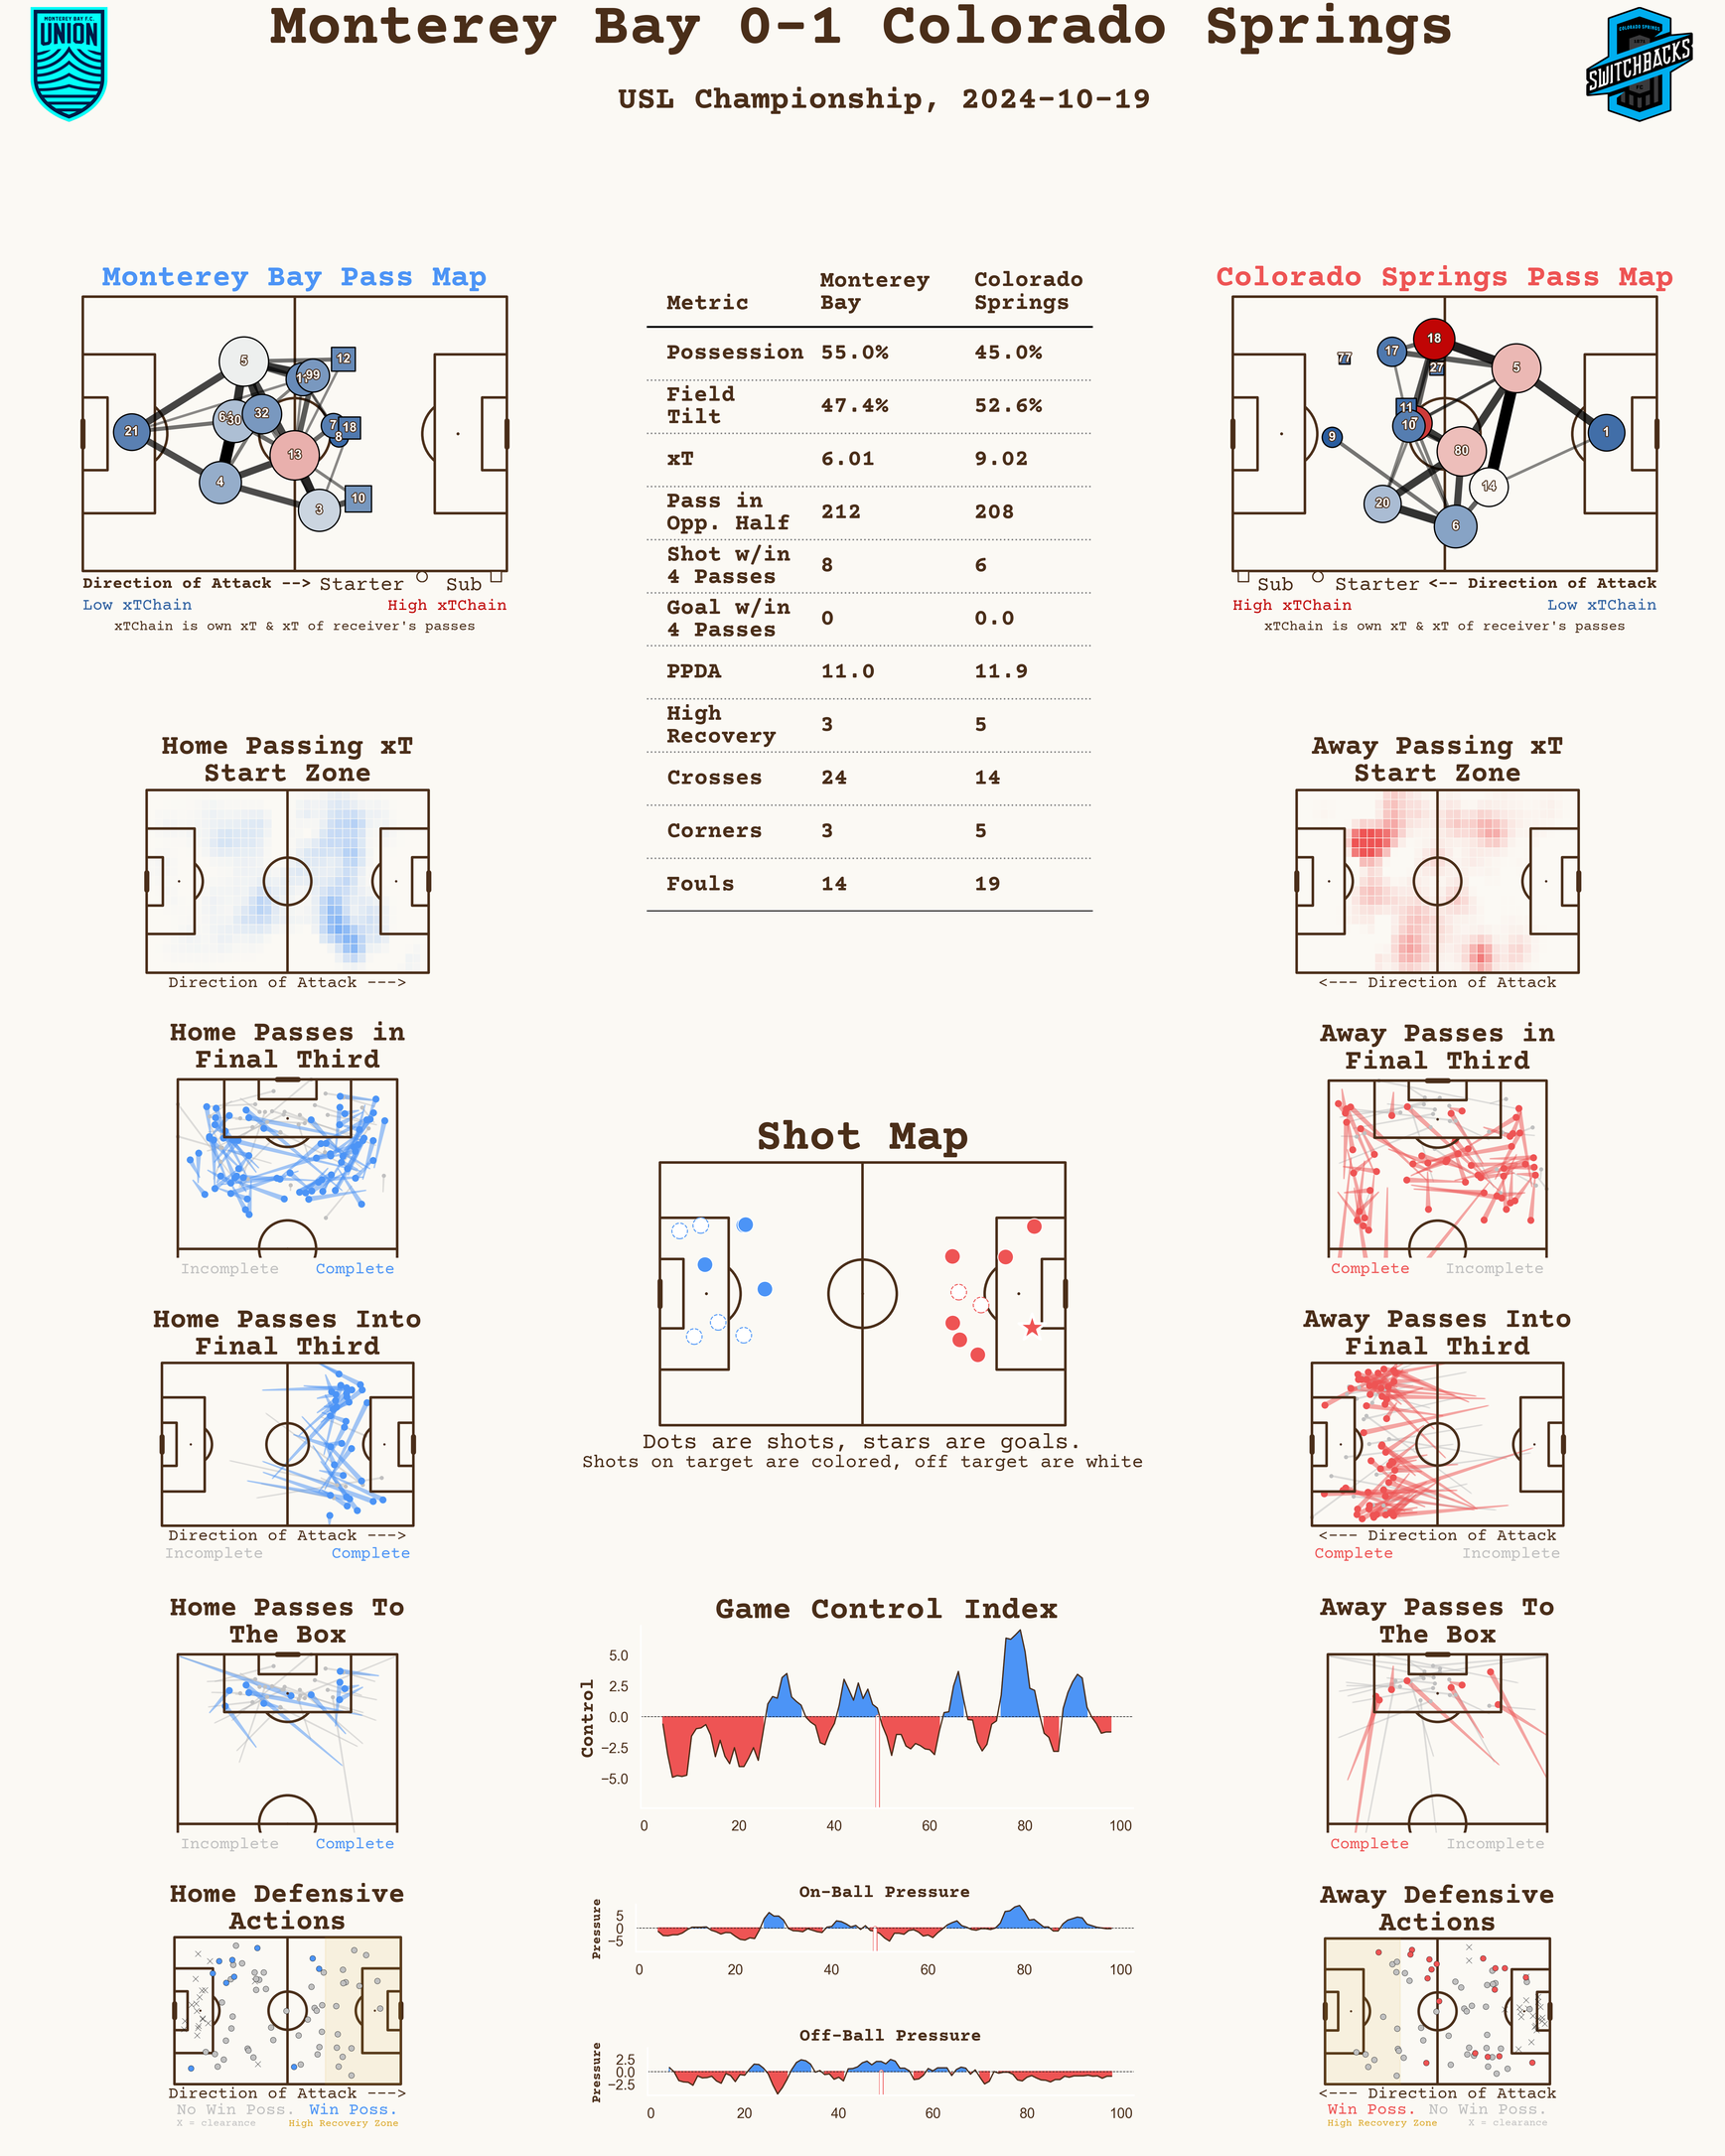 Monterey Bay 0-1 Colorado Springs
USL Championship, 2024-10-19
MONTEREY BAY F.C.
UNION
COLORADO SPRINGS
SWITCHBACKS
FC
Monterey Bay Pass Map
5
12
99
64
30
32
21
7
8
18
13
4
3
10
Direction of Attack --> Starter Sub
Low xTChain High xTChain
xTChain is own xT & xT of receiver's passes
Metric Monterey Bay Colorado Springs
Possession 55.0% 45.0%
Field Tilt 47.4% 52.6%
xT 6.01 9.02
Pass in Opp. Half 212 208
Shot w/in 4 Passes 8 6
Goal w/in 4 Passes 0 0.0
PPDA 11.0 11.9
High Recovery 3 5
Crosses 24 14
Corners 3 5
Fouls 14 19
Colorado Springs Pass Map
18
17
77
27
5
11
7
10
9
1
80
14
20
6
Sub Starter <-- Direction of Attack
High xTChain Low xTChain
xTChain is own xT & xT of receiver's passes
Home Passing xT
Start Zone
Direction of Attack --->
Away Passing xT
Start Zone
<--- Direction of Attack
Home Passes in
Final Third
Incomplete Complete
Away Passes in
Final Third
Complete Incomplete
Shot Map
Dots are shots, stars are goals.
Shots on target are colored, off target are white
Home Passes Into
Final Third
Direction of Attack --->
Incomplete Complete
Away Passes Into
Final Third
<--- Direction of Attack
Complete Incomplete
Home Passes To
The Box
Incomplete Complete
Game Control Index
Control
5.0
2.5
0.0
−2.5
−5.0
0 20 40 60 80 100
Away Passes To
The Box
Complete Incomplete
Home Defensive
Actions
Direction of Attack --->
No Win Poss. Win Poss.
X = clearance High Recovery Zone
On-Ball Pressure
Pressure
5
0
−5
0 20 40 60 80 100
Off-Ball Pressure
Pressure
2.5
0.0
−2.5
0 20 40 60 80 100
Away Defensive
Actions
<--- Direction of Attack
Win Poss. No Win Poss.
High Recovery Zone X = clearance